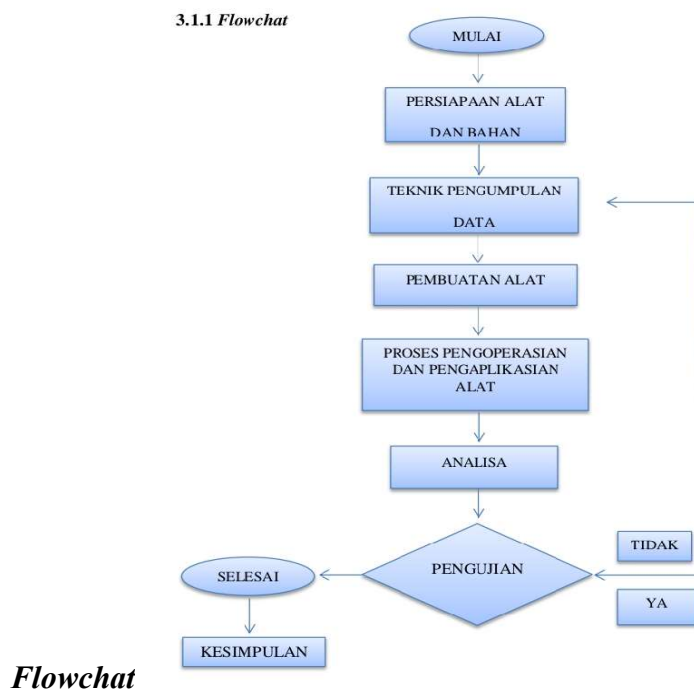 3.1.1 Flowchat
MULAI
PERSIAPAAN ALAT
DAN BAHAN
TEKNIK PENGUMPULAN
DATA
PEMBUATAN ALAT
PROSES PENGOPERASIAN
DAN PENGAPLIKASIAN
ALAT
ANALISA
PENGUJIAN
TIDAK
YA
SELESAI
KESIMPULAN
Flowchat